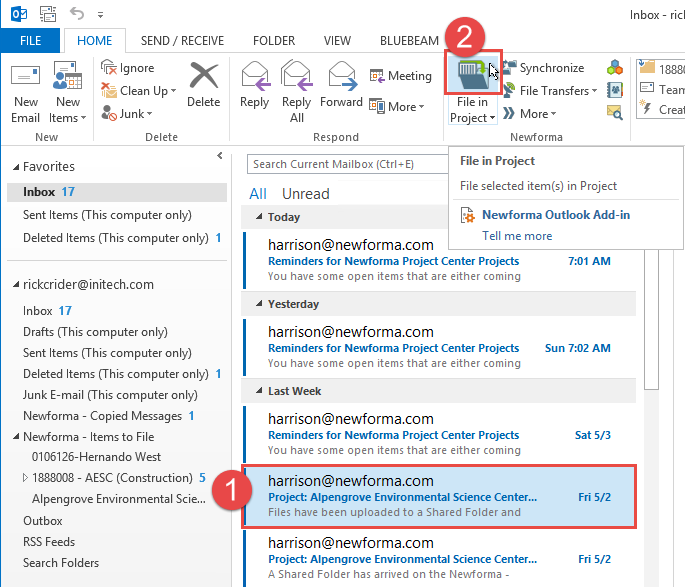 Inbox - rick
FILE HOME SEND / RECEIVE FOLDER VIEW BLUEBEAM
2
New Email
New Items
New
Ignore
Clean Up
Junk
Delete
Delete
Reply
Reply All
Forward
Meeting
More
Respond
File in Project
Synchronize
File Transfers
More
Newforma
18880
Team
Creat
Favorites
Inbox 17
Sent Items (This computer only)
Deleted Items (This computer only) 1
rickcrider@initech.com
Inbox 17
Drafts (This computer only)
Sent Items (This computer only)
Deleted Items (This computer only) 1
Junk E-mail (This computer only)
Newforma - Copied Messages 1
Newforma - Items to File
0106126-Hernando West
1888008 - AESC (Construction) 5
Alpengrove Environmental Scie...
Outbox
RSS Feeds
Search Folders
Search Current Mailbox (Ctrl+E)
All Unread
File in Project
File selected item(s) in Project
Newforma Outlook Add-in
Tell me more
Today
harrison@newforma.com
Reminders for Newforma Project Center Projects 7:01 AM
You have some open items that are either coming
Yesterday
harrison@newforma.com
Reminders for Newforma Project Center Projects Sun 7:02 AM
You have some open items that are either coming
Last Week
harrison@newforma.com
Reminders for Newforma Project Center Projects Sat 5/3
You have some open items that are either coming
1
harrison@newforma.com
Project: Alpengrove Environmental Science Center... Fri 5/2
Files have been uploaded to a Shared Folder and
harrison@newforma.com
Project: Alpengrove Environmental Science Center... Fri 5/2
A Shared Folder has arrived on the Newforma -